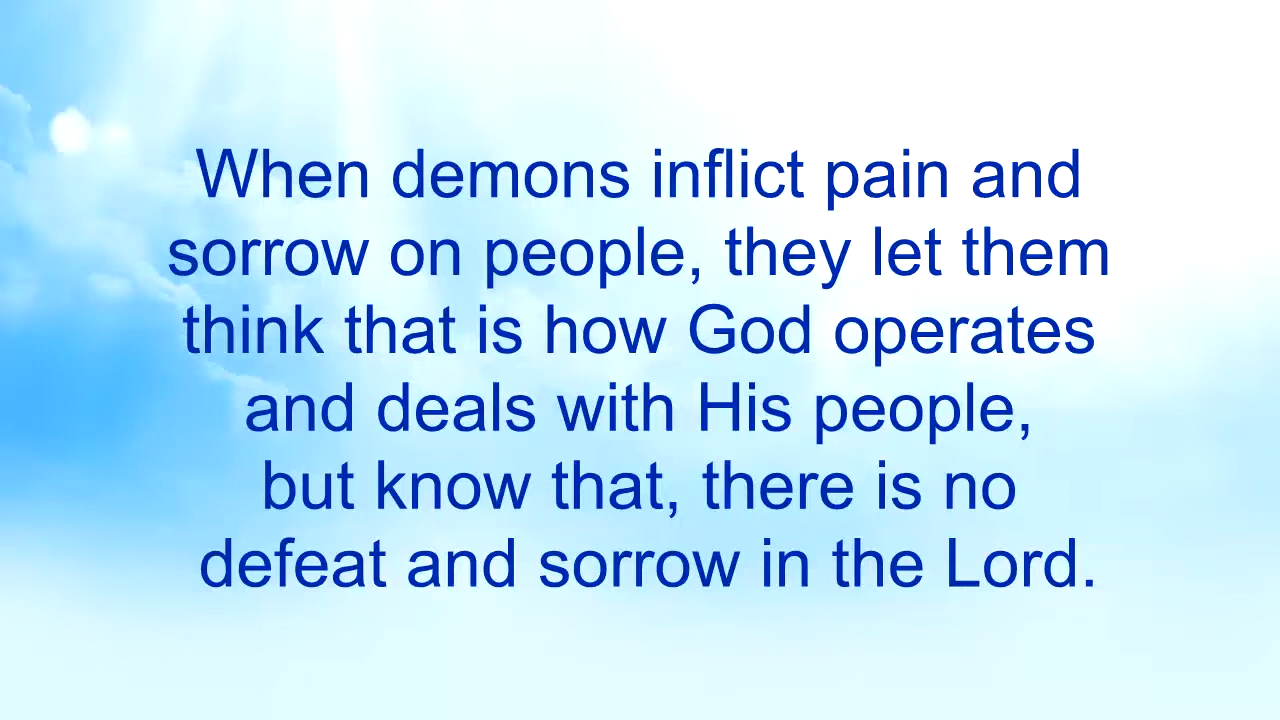 When demons inflict pain and
sorrow on people, they let them
think that is how God operates
and deals with His people,
but know that, there is no
defeat and sorrow in the Lord.